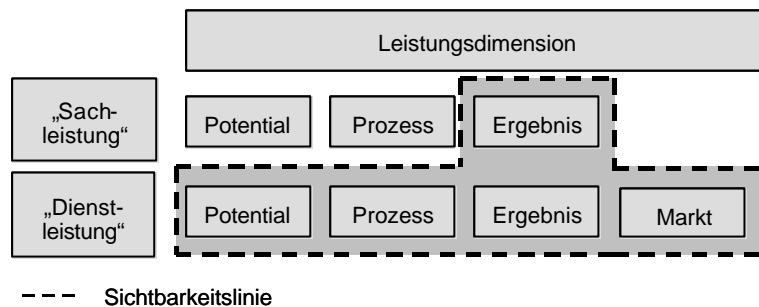 Leistungsdimension
„Sach-
leistung“
Potential
Prozess
Ergebnis
„Dienst-
leistung“
Potential
Prozess
Ergebnis
Markt
Sichtbarkeitslinie